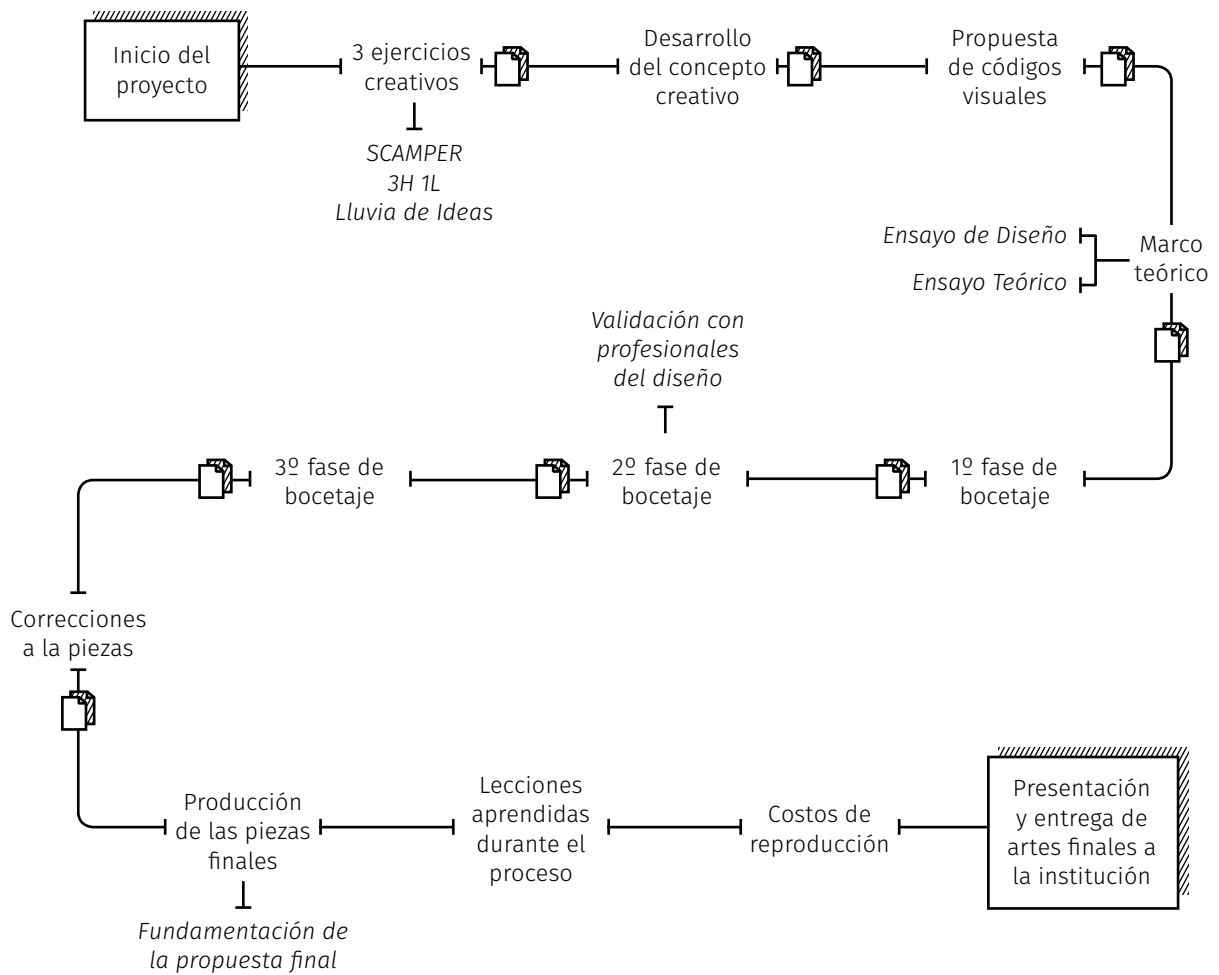 Inicio del
proyecto
3 ejercicios
creativos
SCAMPER
3H 1L
Lluvia de Ideas
Desarrollo
del concepto
creativo
Propuesta
de códigos
visuales
Marco
teórico
Ensayo de Diseño
Ensayo Teórico
1º fase de
bocetaje
2º fase de
bocetaje
Validación con
profesionales
del diseño
3º fase de
bocetaje
Correcciones
a la piezas
Producción
de las piezas
finales
Fundamentación de
la propuesta final
Lecciones
aprendidas
durante el
proceso
Costos de
reproducción
Presentación
y entrega de
artes finales a
la institución